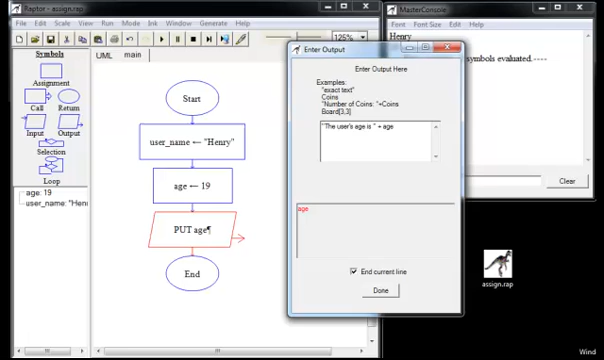 Raptor - assign.rap
File Edit Scale View Run Mode Window Generate Help
125%
Symbols
Assignment
Call Return
Input Output
Selection
Loop
age: 19
user_name: "Hen
UML main
Start
user_name ← "Henry"
age ← 19
PUT age¶
End
Enter Output
Enter Output Here
Examples:
"exact text"
Coins
"Number of Coins: "+Coins
Board[3,3]
"The user's age is " + age
age
End current line
Done
MasterConsole
Font Font Size Edit Help
Henry
symbols evaluated.----
Clear
assign.rap
Wind